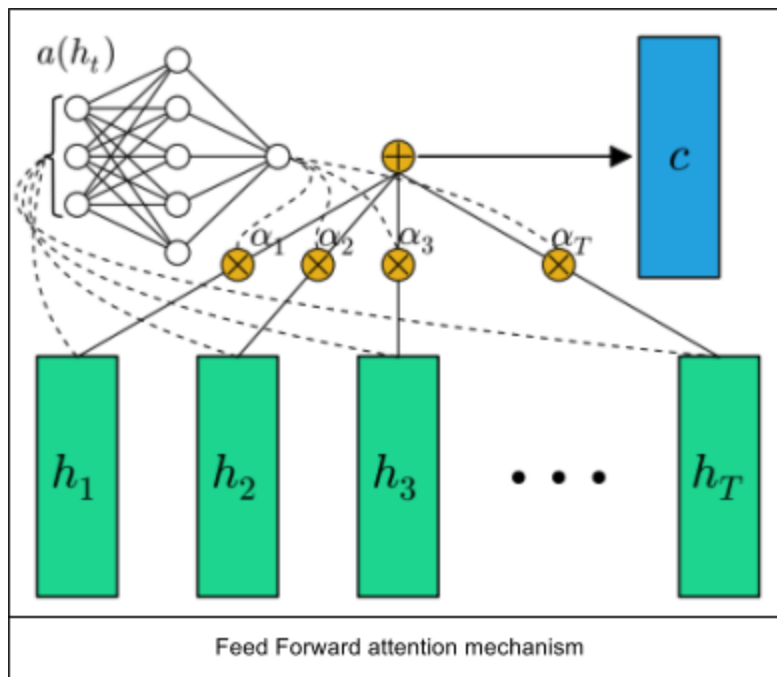 a(h_t)
c
α_1 α_2 α_3 α_T
h_1 h_2 h_3 h_T
Feed Forward attention mechanism